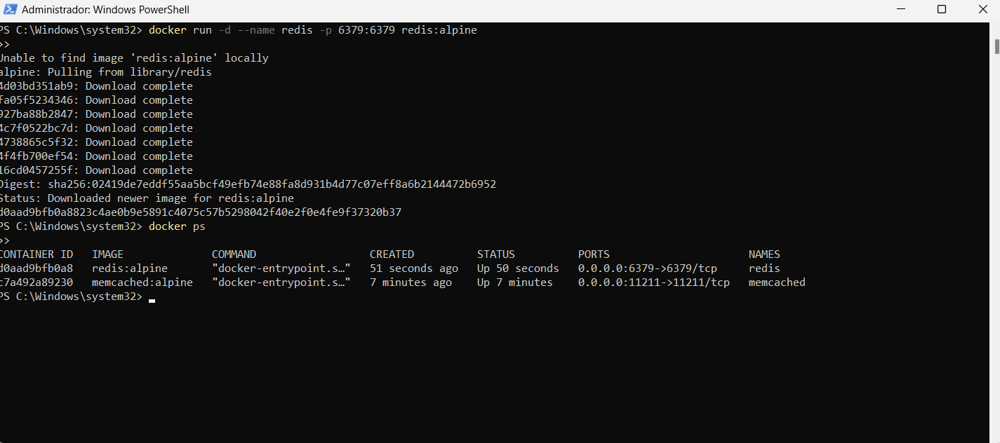 Administrador: Windows PowerShell
PS C:\Windows\system32> docker run -d --name redis -p 6379:6379 redis:alpine
>>
Unable to find image 'redis:alpine' locally
alpine: Pulling from library/redis
4d03bd351ab9: Download complete
fa05f5234346: Download complete
927ba88b2847: Download complete
4c7f0522bc7d: Download complete
4738865c5f32: Download complete
4f4fb700ef54: Download complete
16cd0457255f: Download complete
Digest: sha256:02419de7eddf55aa5bcf49efb74e88fa8d931b4d77c07eff8a6b2144472b6952
Status: Downloaded newer image for redis:alpine
d0aad9bfb0a8823c4ae0b9e5891c4075c57b5298042f40e2f0e4fe9f37320b37
PS C:\Windows\system32> docker ps
>>
CONTAINER ID   IMAGE              COMMAND                  CREATED          STATUS          PORTS                      NAMES
d0aad9bfb0a8   redis:alpine       "docker-entrypoint.s…"   51 seconds ago   Up 50 seconds   0.0.0.0:6379->6379/tcp     redis
c7a492a89230   memcached:alpine   "docker-entrypoint.s…"   7 minutes ago    Up 7 minutes    0.0.0.0:11211->11211/tcp   memcached
PS C:\Windows\system32>